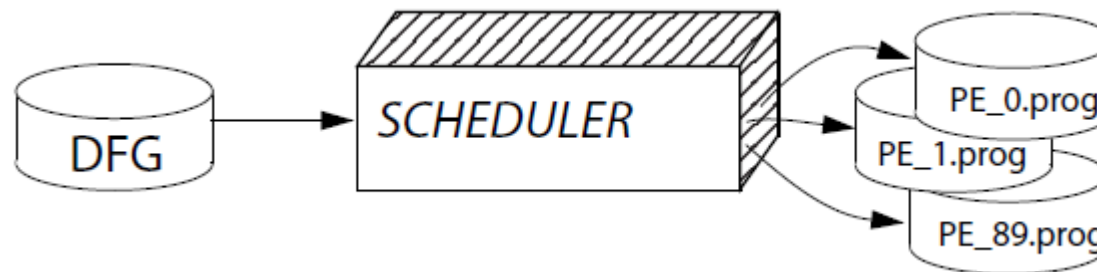 DFG
SCHEDULER
PE_0.prog
PE_1.prog
PE_89.prog